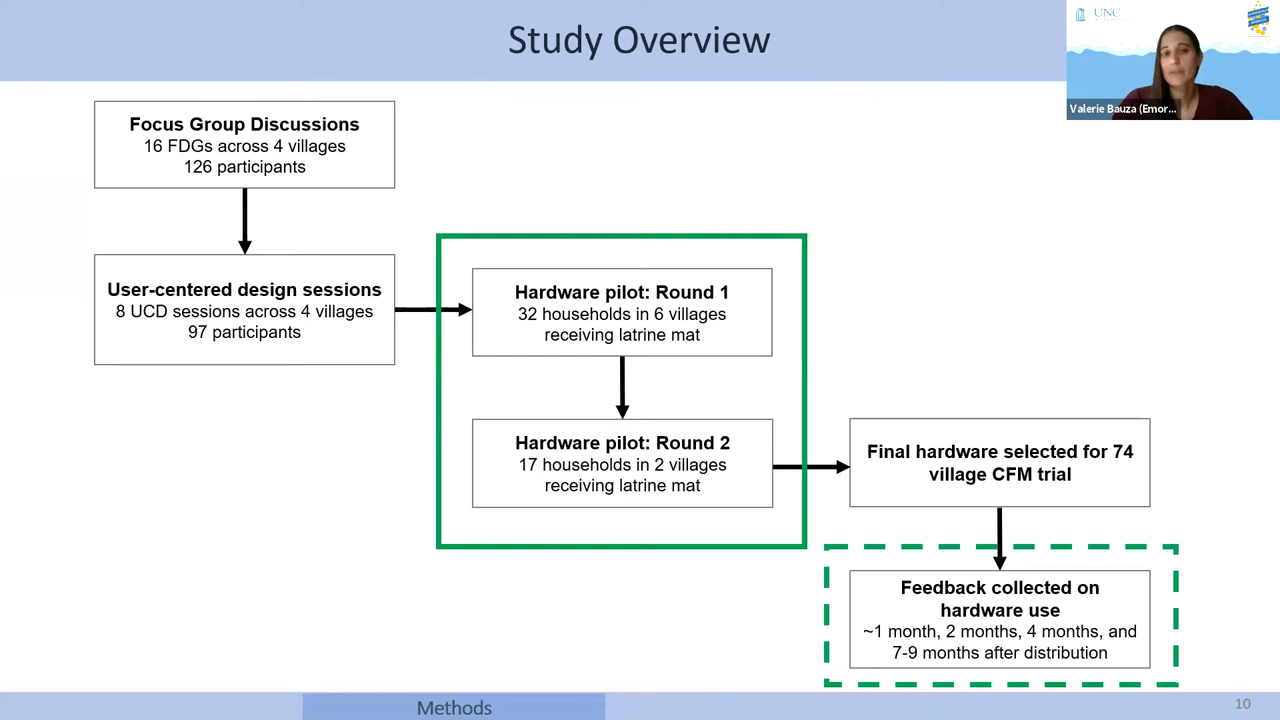 Study Overview
UNC
Valerie Bauza (Emor...
Focus Group Discussions
16 FDGs across 4 villages
126 participants
User-centered design sessions
8 UCD sessions across 4 villages
97 participants
Hardware pilot: Round 1
32 households in 6 villages
receiving latrine mat
Hardware pilot: Round 2
17 households in 2 villages
receiving latrine mat
Final hardware selected for 74
village CFM trial
Feedback collected on
hardware use
~1 month, 2 months, 4 months, and
7-9 months after distribution
Methods
10